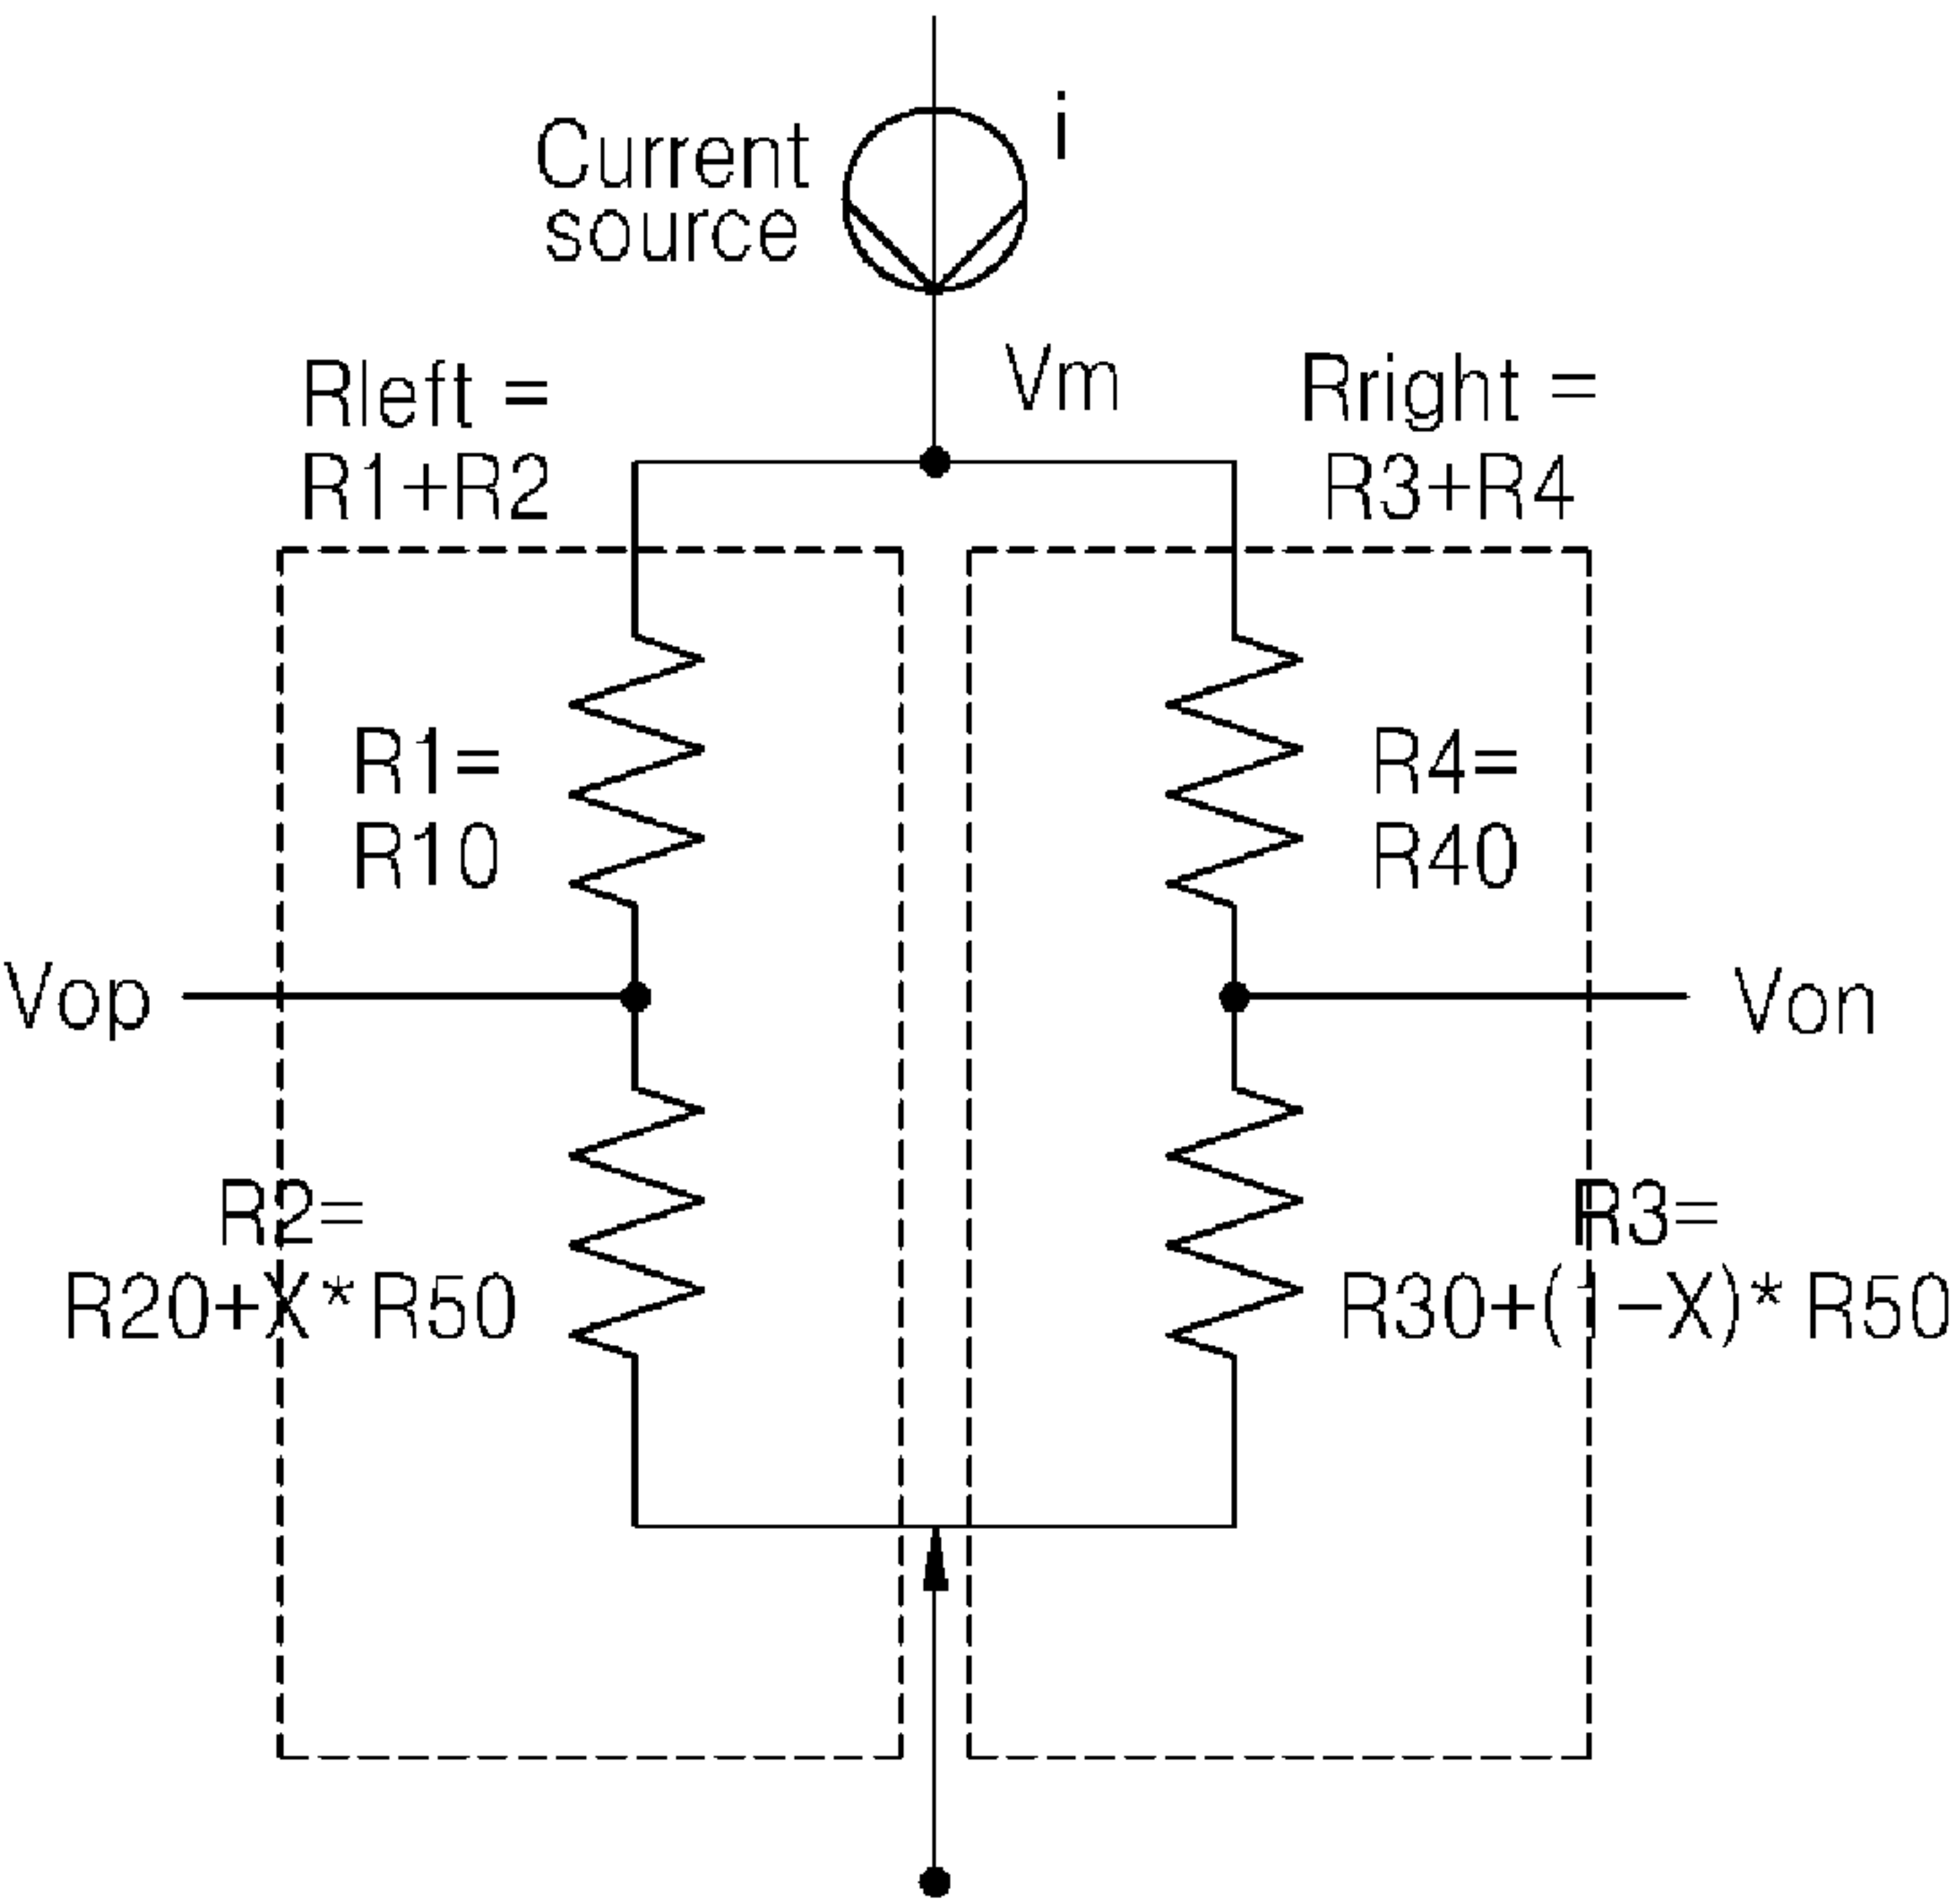 Current
source
i
Vm
Rleft =
R1+R2
Rright =
R3+R4
R1=
R10
R4=
R40
Vop
Von
R2=
R20+X*R50
R3=
R30+(1-X)*R50